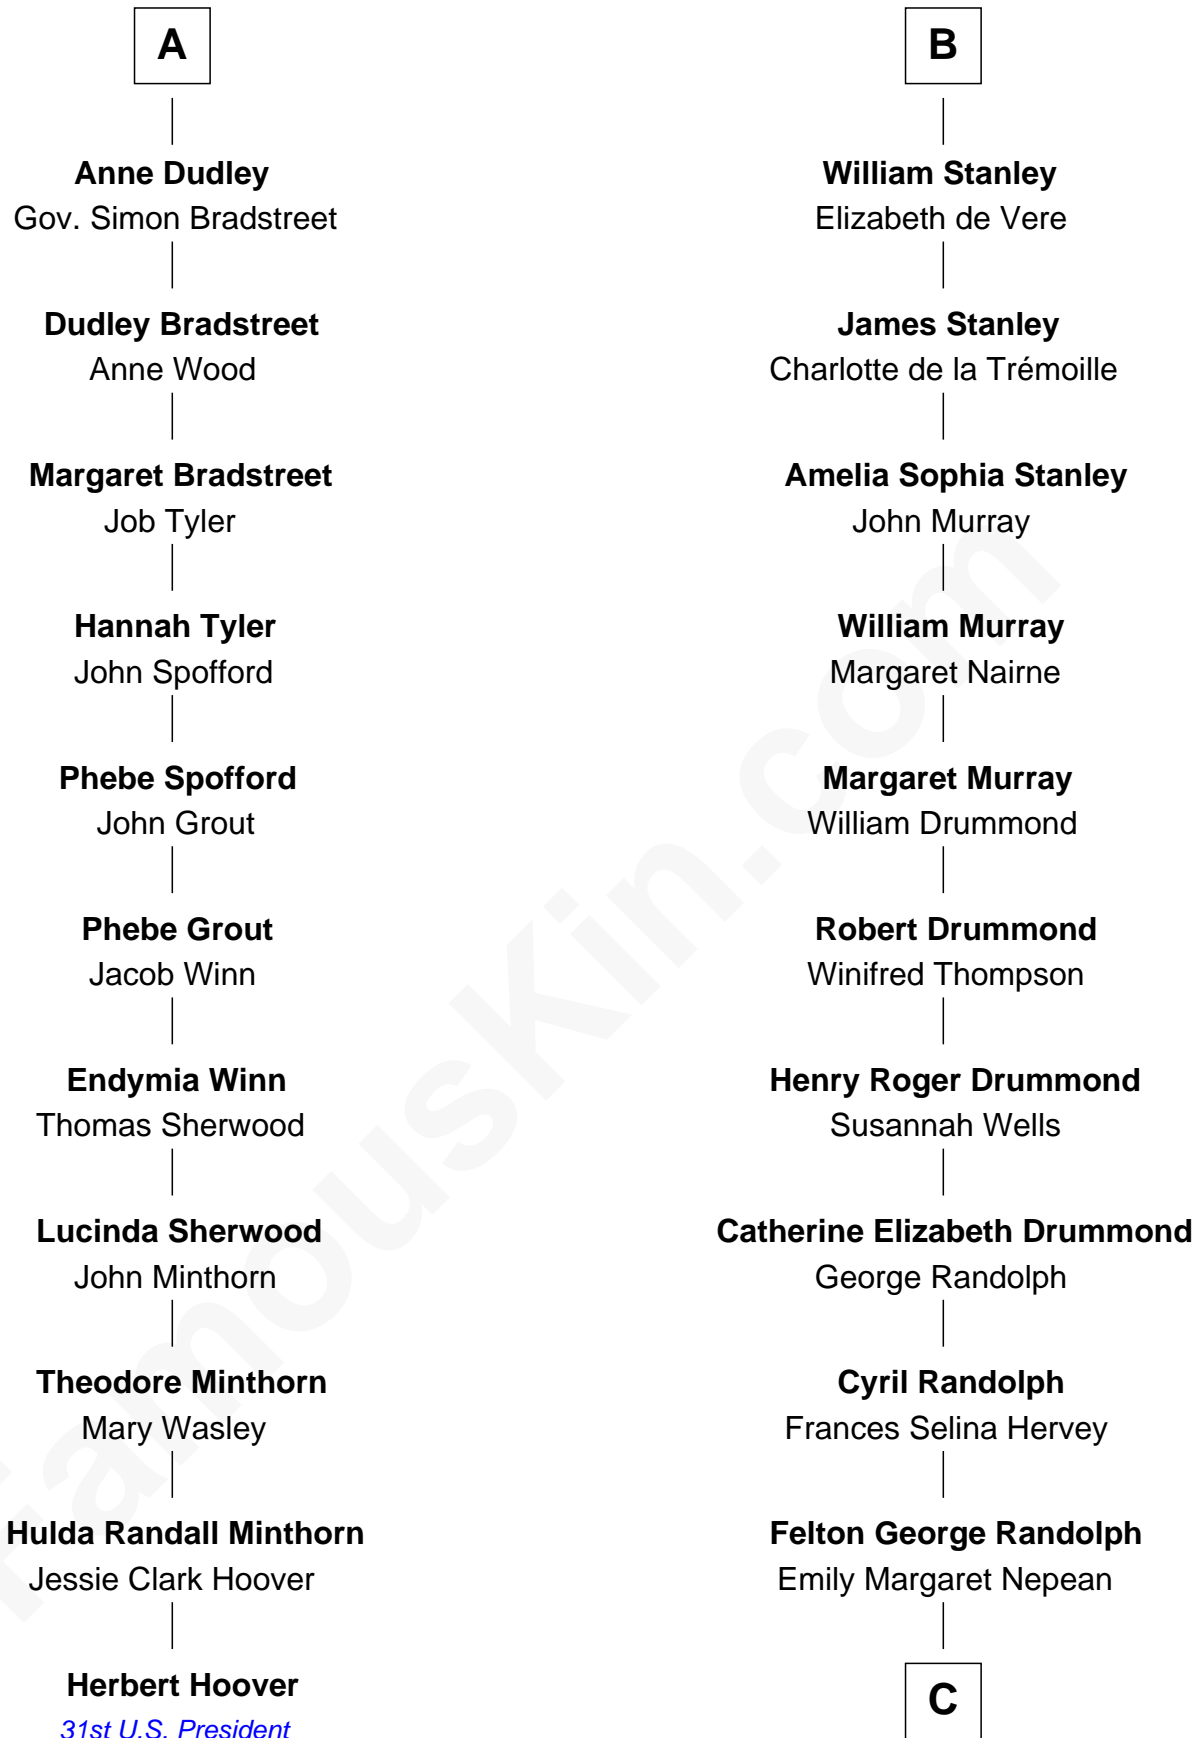 A
Anne Dudley
Gov. Simon Bradstreet
Dudley Bradstreet
Anne Wood
Margaret Bradstreet
Job Tyler
Hannah Tyler
John Spofford
Phebe Spofford
John Grout
Phebe Grout
Jacob Winn
Endymia Winn
Thomas Sherwood
Lucinda Sherwood
John Minthorn
Theodore Minthorn
Mary Wasley
Hulda Randall Minthorn
Jessie Clark Hoover
Herbert Hoover
31st U.S. President
B
William Stanley
Elizabeth de Vere
James Stanley
Charlotte de la Trémoille
Amelia Sophia Stanley
John Murray
William Murray
Margaret Nairne
Margaret Murray
William Drummond
Robert Drummond
Winifred Thompson
Henry Roger Drummond
Susannah Wells
Catherine Elizabeth Drummond
George Randolph
Cyril Randolph
Frances Selina Hervey
Felton George Randolph
Emily Margaret Nepean
C
FamousKin.com